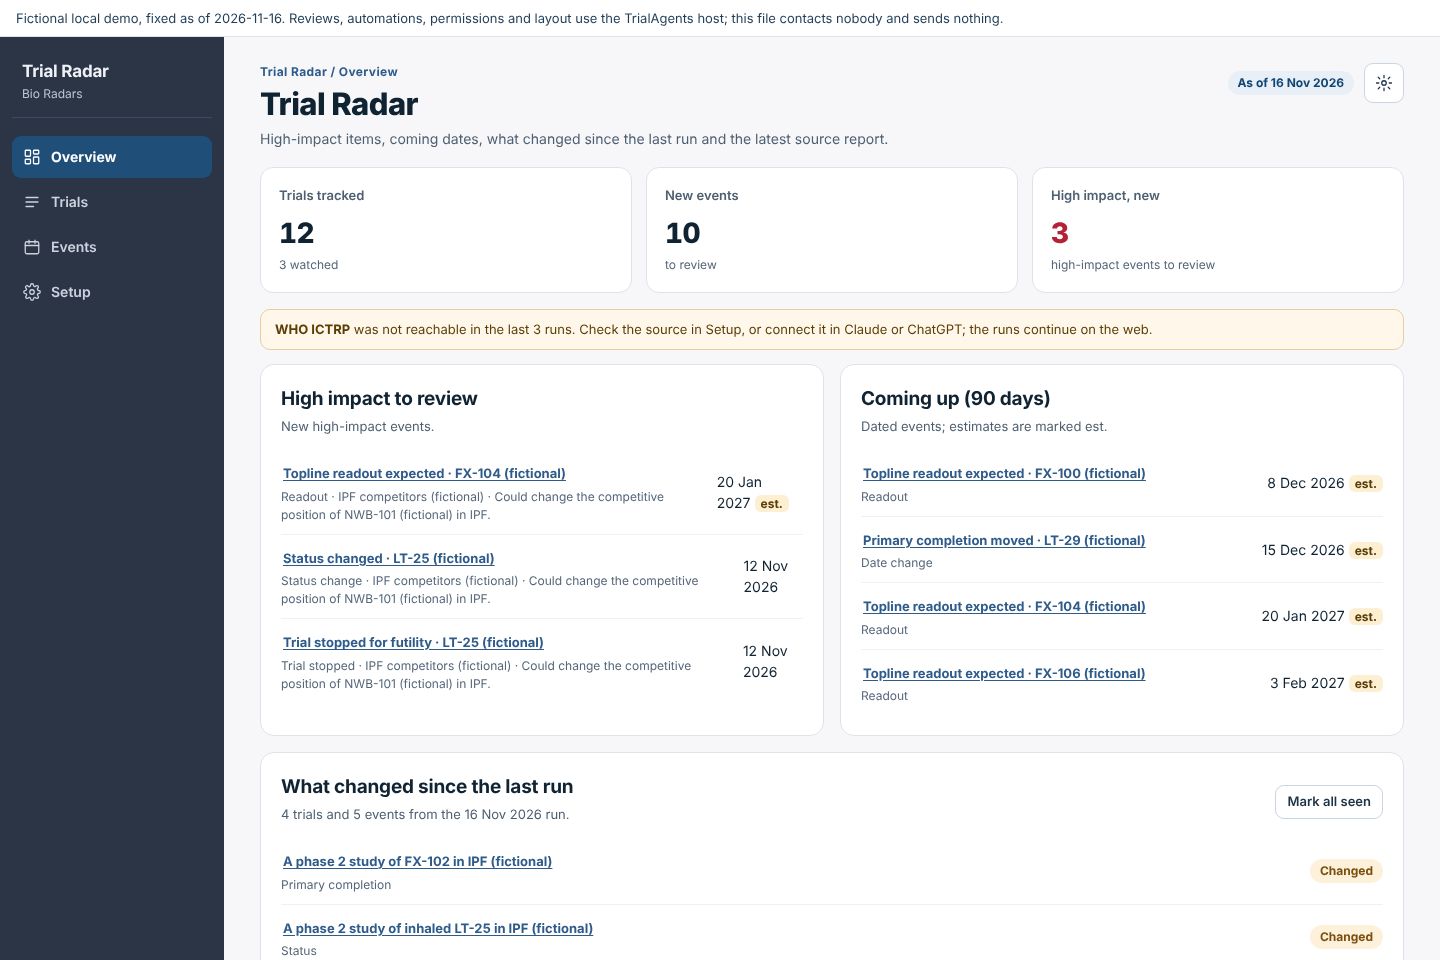 Fictional local demo, fixed as of 2026-11-16. Reviews, automations, permissions and layout use the TrialAgents host; this file contacts nobody and sends nothing.
Trial Radar
Bio Radars
Overview
Trials
Events
Setup
Trial Radar / Overview
Trial Radar
High-impact items, coming dates, what changed since the last run and the latest source report.
As of 16 Nov 2026
Trials tracked
12
3 watched
New events
10
to review
High impact, new
3
high-impact events to review
WHO ICTRP was not reachable in the last 3 runs. Check the source in Setup, or connect it in Claude or ChatGPT; the runs continue on the web.
High impact to review
New high-impact events.
Topline readout expected · FX-104 (fictional)
Readout · IPF competitors (fictional) · Could change the competitive
position of NWB-101 (fictional) in IPF.
20 Jan
2027 est.
Status changed · LT-25 (fictional)
Status change · IPF competitors (fictional) · Could change the competitive
position of NWB-101 (fictional) in IPF.
12 Nov
2026
Trial stopped for futility · LT-25 (fictional)
Trial stopped · IPF competitors (fictional) · Could change the competitive
position of NWB-101 (fictional) in IPF.
12 Nov
2026
Coming up (90 days)
Dated events; estimates are marked est.
Topline readout expected · FX-100 (fictional)
Readout
8 Dec 2026 est.
Primary completion moved · LT-29 (fictional)
Date change
15 Dec 2026 est.
Topline readout expected · FX-104 (fictional)
Readout
20 Jan 2027 est.
Topline readout expected · FX-106 (fictional)
Readout
3 Feb 2027 est.
What changed since the last run
4 trials and 5 events from the 16 Nov 2026 run.
Mark all seen
A phase 2 study of FX-102 in IPF (fictional)
Primary completion
Changed
A phase 2 study of inhaled LT-25 in IPF (fictional)
Status
Changed